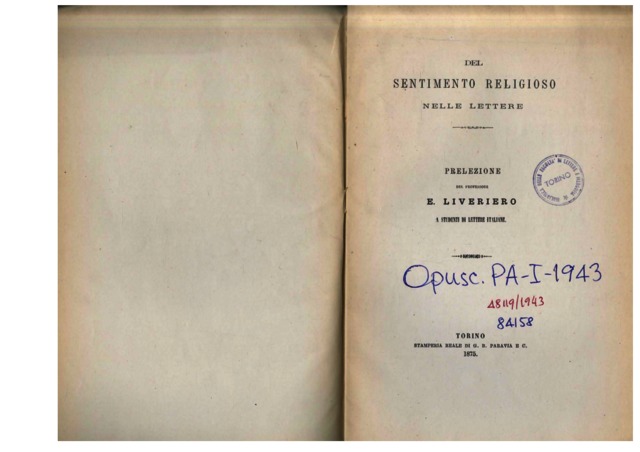 DEL
SENTIMENTO RELIGIOSO
NELLE LETTERE
PRELEZIONE
DEL PROFESSORE
E. LIVERIERO
A STUDENTI DI LETTERE ITALIANE.
TORINO
Opusc. PA-I-1943
48119/1943
84158
TORINO
STAMPERIA REALE DI G. B. PARAVIA E C.
1875.